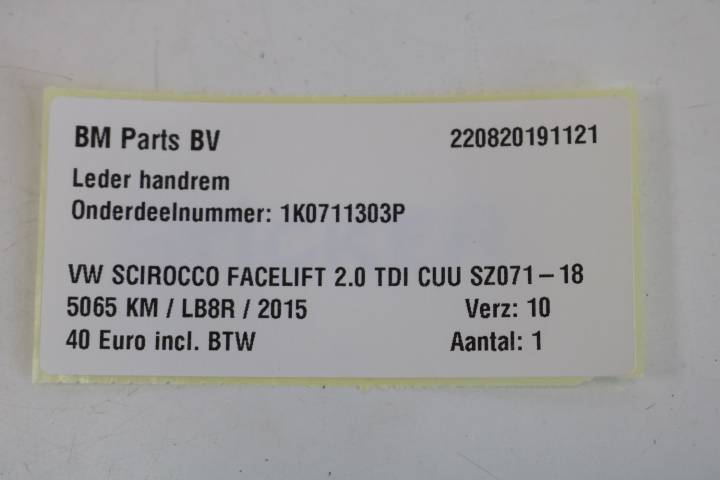 BM Parts BV 220820191121
Leder handrem
Onderdeelnummer: 1K0711303P
VW SCIROCCO FACELIFT 2.0 TDI CUU SZ071-18
5065 KM / LB8R / 2015 Verz: 10
40 Euro incl. BTW Aantal: 1